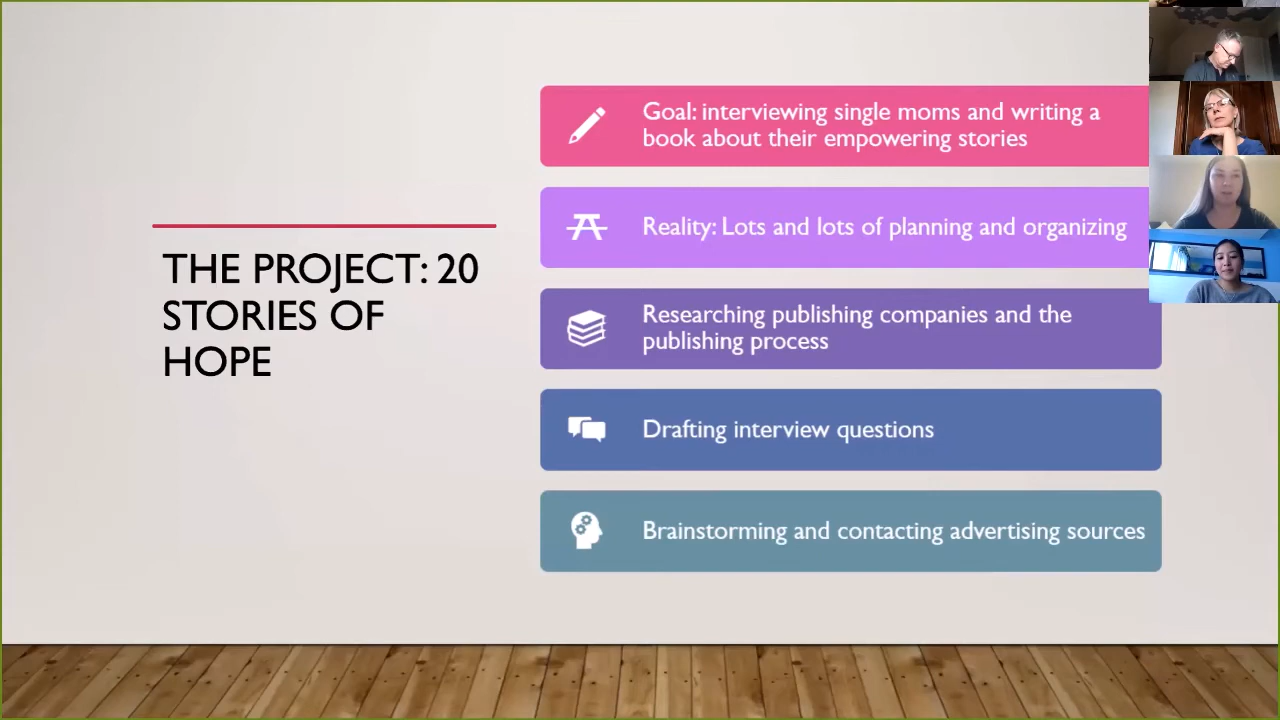 THE PROJECT: 20
STORIES OF
HOPE
Goal: interviewing single moms and writing a
book about their empowering stories
Reality: Lots and lots of planning and organizing
Researching publishing companies and the
publishing process
Drafting interview questions
Brainstorming and contacting advertising sources